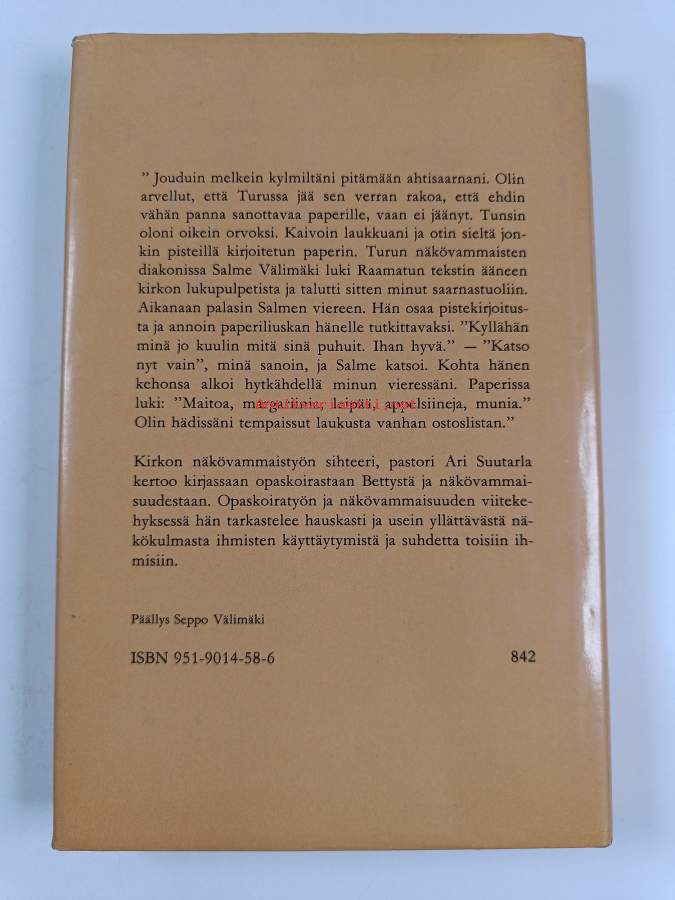 ” Jouduin melkein kylmiltäni pitämään ahtisaarnani. Olin
arvellut, että Turussa jää sen verran rakoa, että ehdin
vähän panna sanottavaa paperille, vaan ei jäänyt. Tunsin
oloni oikein orvoksi. Kaivoin laukkuani ja otin sieltä jon-
kin pisteillä kirjoitetun paperin. Turun näkövammaisten
diakonissa Salme Välimäki luki Raamatun tekstin ääneen
kirkon lukupulpetista ja talutti sitten minut saarnastuoliin.
Aikanaan palasin Salmen viereen. Hän osaa pistekirjoitus-
ta ja annoin paperiliuskan hänelle tutkittavaksi. ”Kyllähän
minä jo kuulin mitä sinä puhuit. Ihan hyvä.” — ”Katso
nyt vain”, minä sanoin, ja Salme katsoi. Kohta hänen
kehonsa alkoi hytkähdellä minun vieressäni. Paperissa
luki: ”Maitoa, margariinia, leipää, appelsiineja, munia.”
Olin hädissäni tempaissut laukusta vanhan ostoslistan.”
Kirkon näkövammaistyön sihteeri, pastori Ari Suutarla
kertoo kirjassaan opaskoirastaan Bettystä ja näkövammai-
suudestaan. Opaskoiratyön ja näkövammaisuuden viiteke-
hyksessä hän tarkastelee hauskasti ja usein yllättävästä nä-
kökulmasta ihmisten käyttäytymistä ja suhdetta toisiin ih-
misiin.
Päällys Seppo Välimäki
ISBN 951-9014-58-6 842